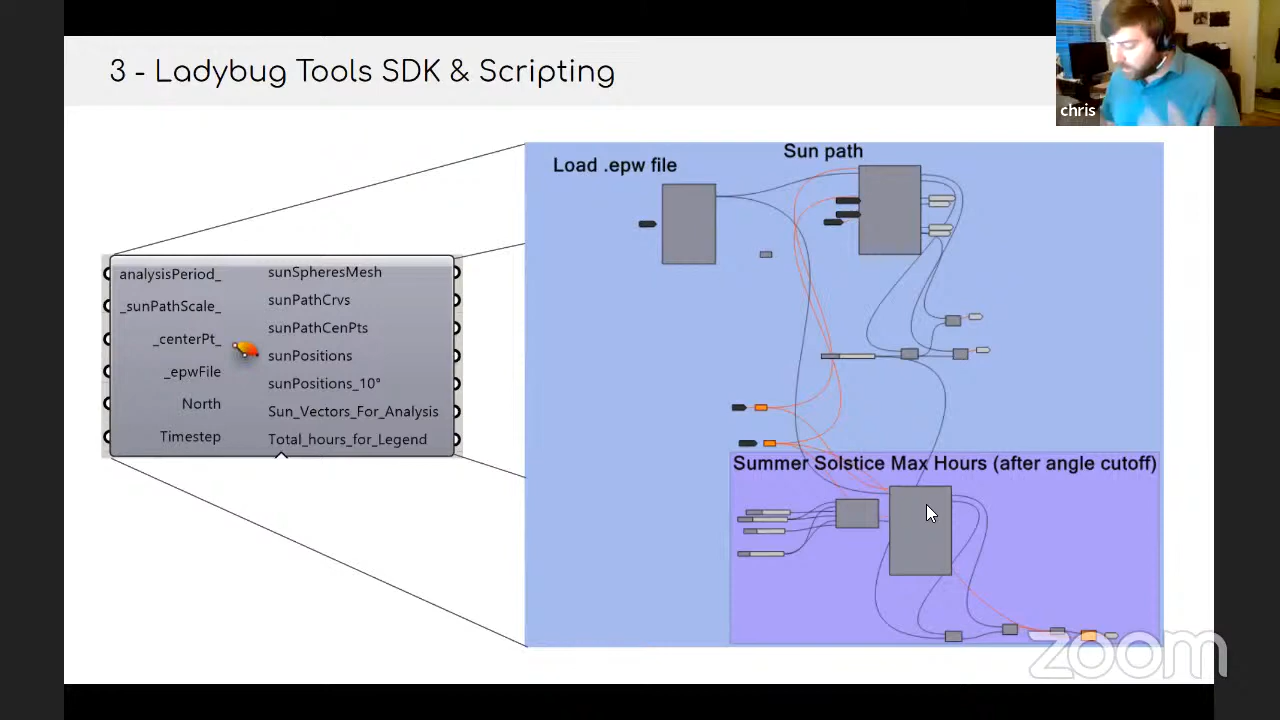 3 - Ladybug Tools SDK & Scripting
chris
Load .epw file
Sun path
analysisPeriod_
_sunPathScale_
_centerPt_
_epwFile
North
Timestep
sunSpheresMesh
sunPathCrvs
sunPathCenPts
sunPositions
sunPositions_10°
Sun_Vectors_For_Analysis
Total_hours_for_Legend
Summer Solstice Max Hours (after angle cutoff)
zoom